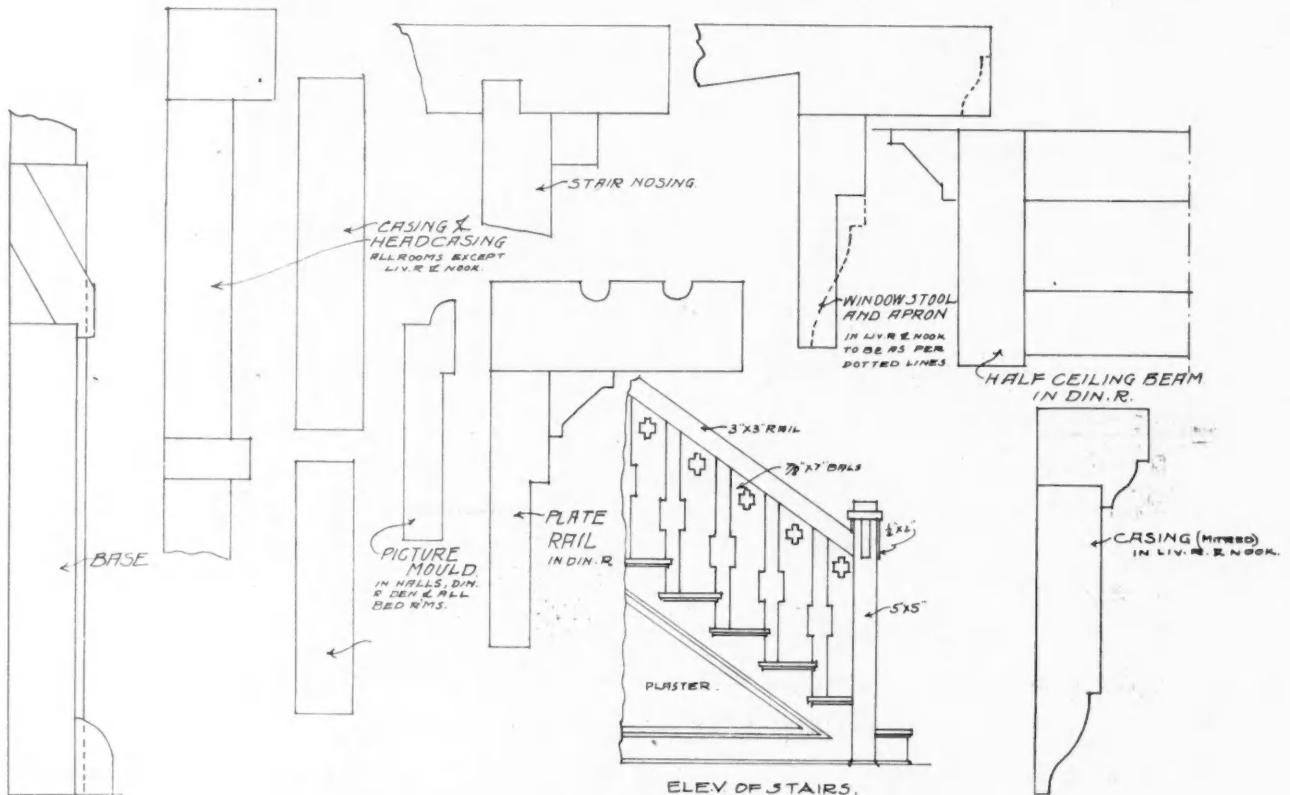 STAIR NOSING.
CASING &
HEADCASING
ALL ROOMS EXCEPT
LIV. R & NOOK.
WINDOW STOOL
AND APRON
IN LIV. R & NOOK
TO BE AS PER
DOTTED LINES
HALF CEILING BEAM
IN DIN. R.
3"X3" RAIL
7/8"X7" BALS
BASE
PICTURE
MOULD.
IN HALLS, DIN.
R DEN & ALL
BED R'MS.
PLATE
RAIL
IN DIN. R
5"X5"
CASING (MITRED)
IN LIV. R. & NOOK.
PLASTER.
ELEV. OF STAIRS.